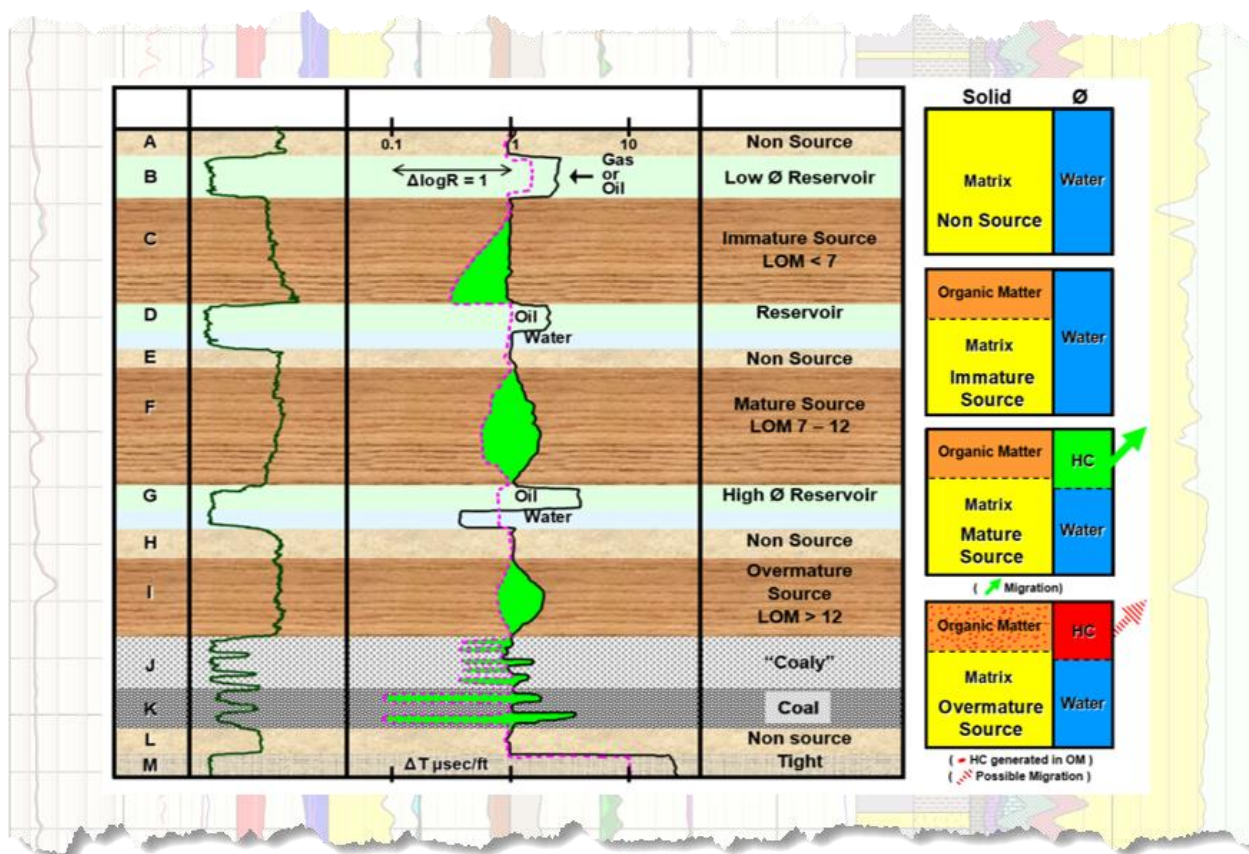 A
0.1
1
10
Non Source
B
ΔlogR = 1
Gas
or
Oil
Low Ø Reservoir
C
Immature Source
LOM < 7
D
Oil
Water
Reservoir
E
Non Source
F
Mature Source
LOM 7 – 12
G
Oil
Water
High Ø Reservoir
H
Non Source
I
Overmature
Source
LOM > 12
J
"Coaly"
K
Coal
L
Non source
M
ΔT µsec/ft
Tight
Solid
Ø
Matrix
Non Source
Water
Organic Matter
Matrix
Immature
Source
Water
Organic Matter
Matrix
Mature
Source
HC
Water
( Migration)
Organic Matter
Matrix
Overmature
Source
HC
Water
( HC generated in OM )
( Possible Migration )